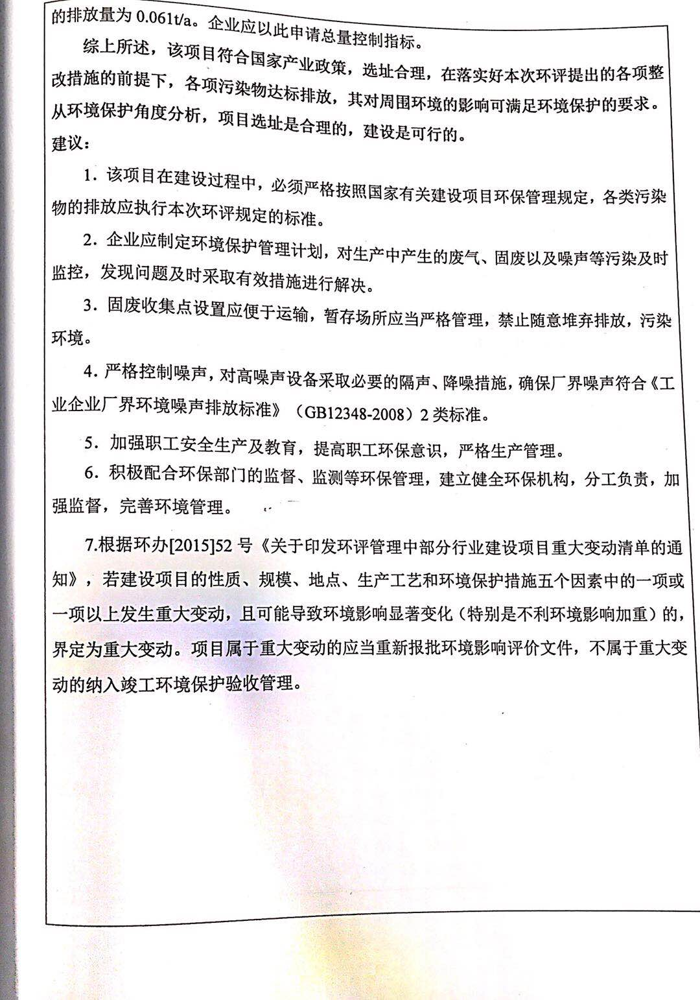 的排放量为 0.061t/a。企业应以此申请总量控制指标。
综上所述，该项目符合国家产业政策，选址合理，在落实好本次环评提出的各项整
改措施的前提下，各项污染物达标排放，其对周围环境的影响可满足环境保护的要求。
从环境保护角度分析，项目选址是合理的，建设是可行的。
建议：
1．该项目在建设过程中，必须严格按照国家有关建设项目环保管理规定，各类污染
物的排放应执行本次环评规定的标准。
2．企业应制定环境保护管理计划，对生产中产生的废气、固废以及噪声等污染及时
监控，发现问题及时采取有效措施进行解决。
3．固废收集点设置应便于运输，暂存场所应当严格管理，禁止随意堆弃排放，污染
环境。
4．严格控制噪声，对高噪声设备采取必要的隔声、降噪措施，确保厂界噪声符合《工
业企业厂界环境噪声排放标准》（GB12348-2008）2 类标准。
5．加强职工安全生产及教育，提高职工环保意识，严格生产管理。
6．积极配合环保部门的监督、监测等环保管理，建立健全环保机构，分工负责，加
强监督，完善环境管理。
7.根据环办[2015]52 号《关于印发环评管理中部分行业建设项目重大变动清单的通
知》，若建设项目的性质、规模、地点、生产工艺和环境保护措施五个因素中的一项或
一项以上发生重大变动，且可能导致环境影响显著变化（特别是不利环境影响加重）的，
界定为重大变动。项目属于重大变动的应当重新报批环境影响评价文件，不属于重大变
动的纳入竣工环境保护验收管理。